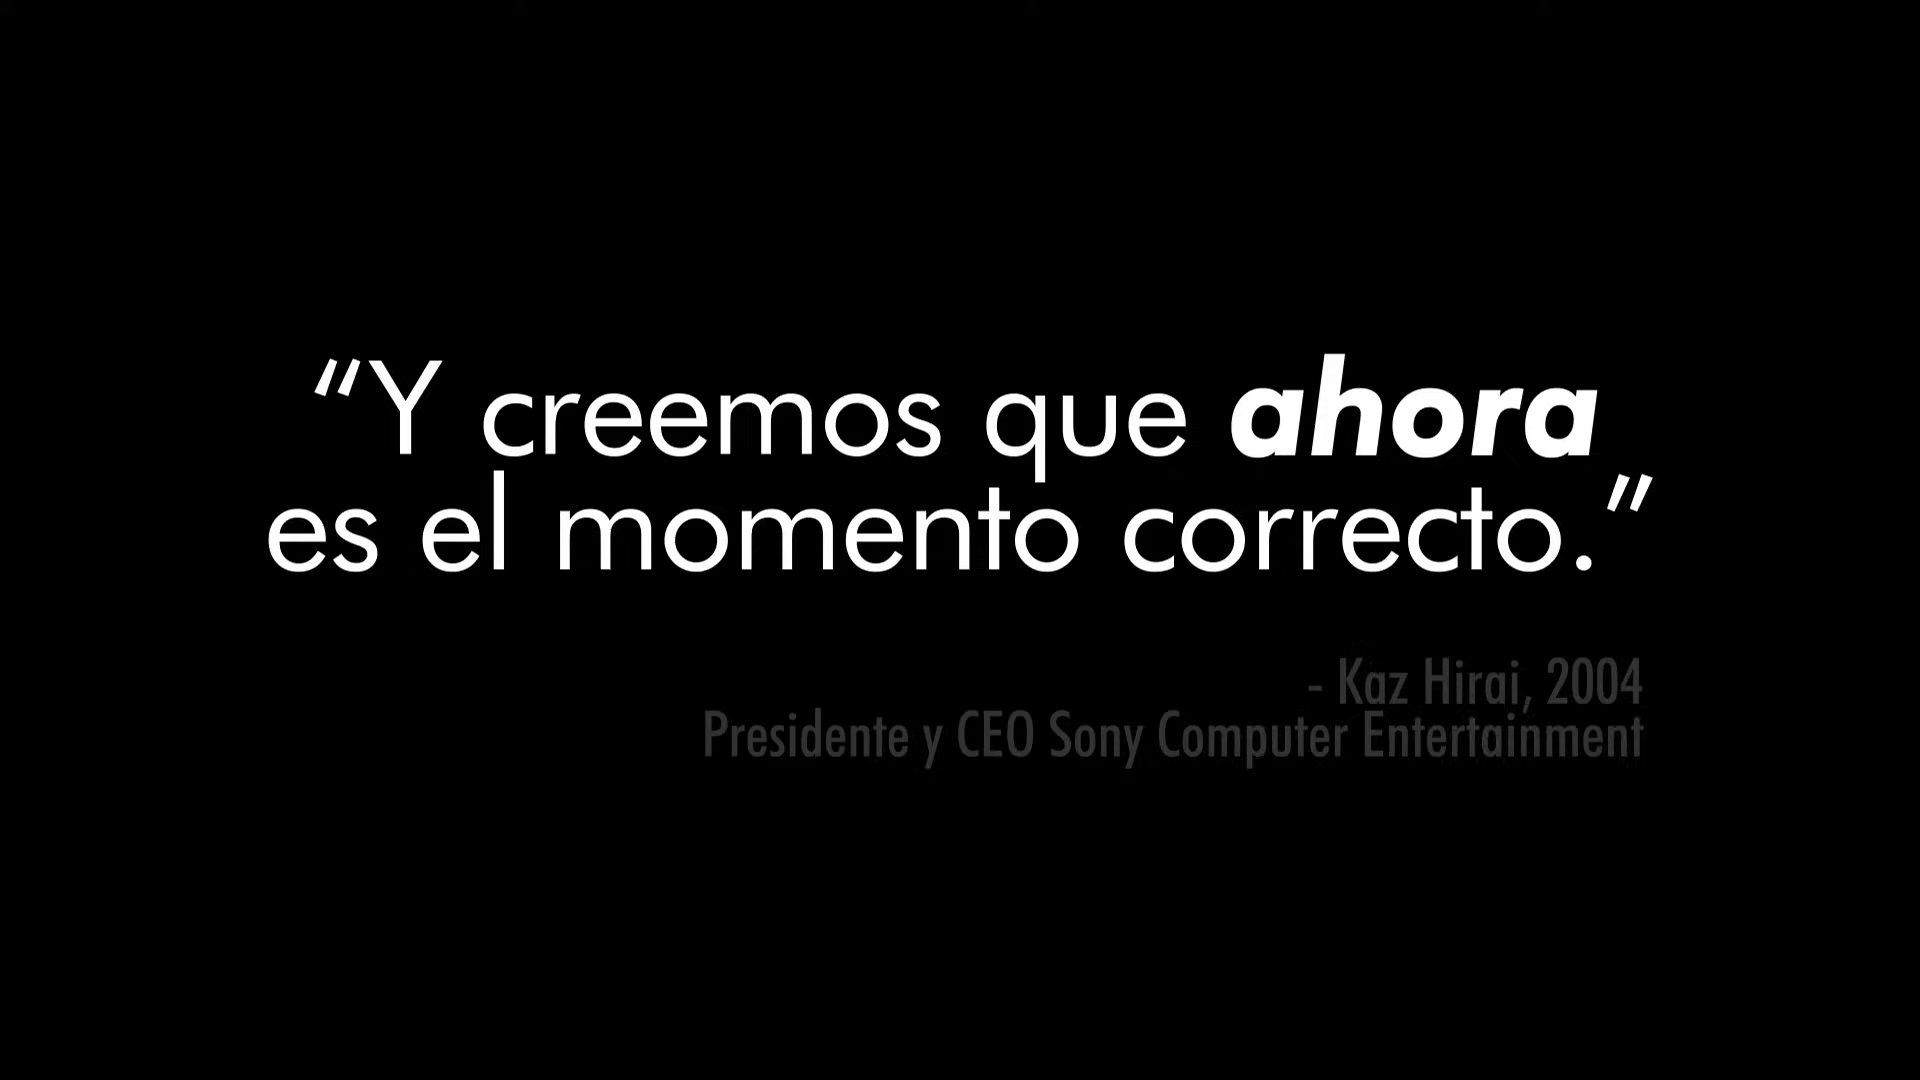 “Y creemos que ahora
es el momento correcto.”
- Kaz Hirai, 2004
Presidente y CEO Sony Computer Entertainment